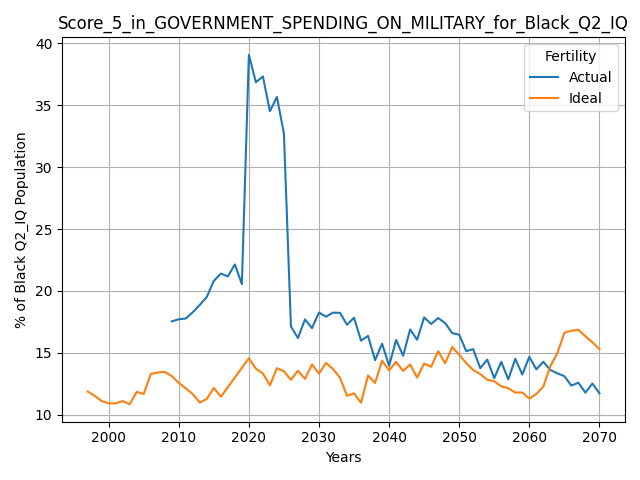 Score_5_in_GOVERNMENT_SPENDING_ON_MILITARY_for_Black_Q2_IQ
Fertility
Actual
Ideal
% of Black Q2_IQ Population
40
35
30
25
20
15
10
2000 2010 2020 2030 2040 2050 2060 2070
Years